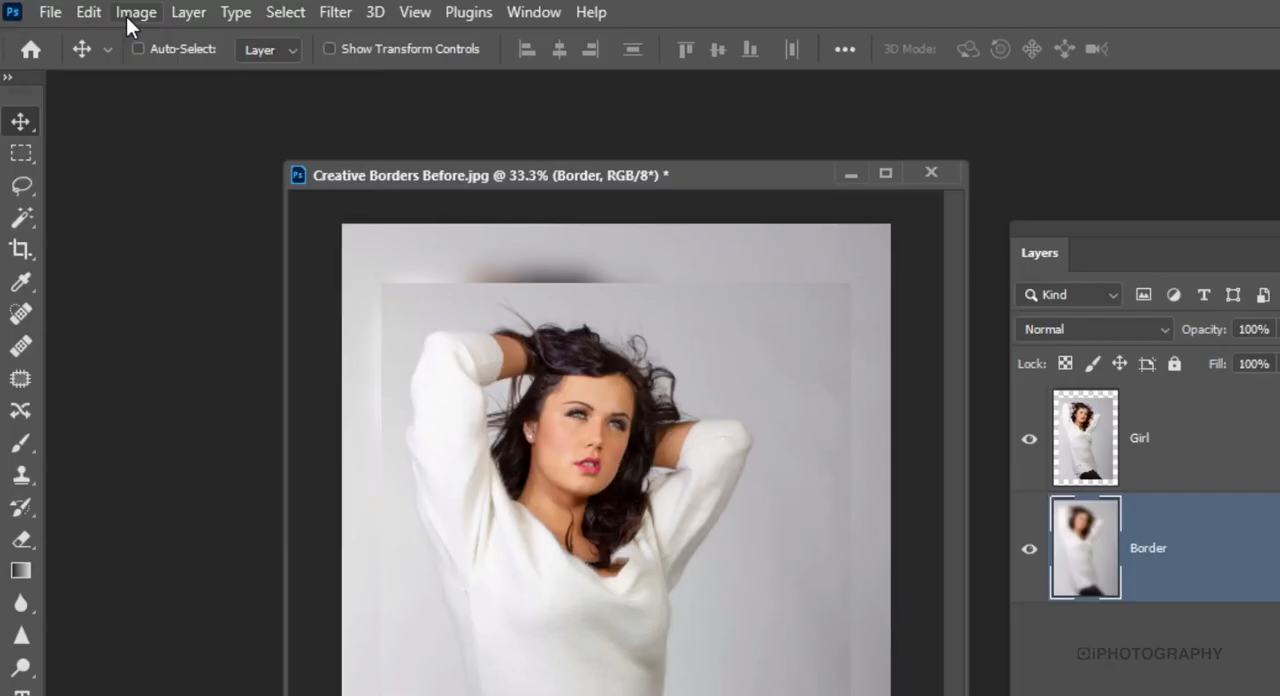 Ps File Edit Image Layer Type Select Filter 3D View Plugins Window Help
Auto-Select: Layer Show Transform Controls 3D Mode:
Ps Creative Borders Before.jpg @ 33.3% (Border, RGB/8*) *
Layers
Kind
Normal Opacity: 100%
Lock: Fill: 100%
Girl
Border
iPHOTOGRAPHY